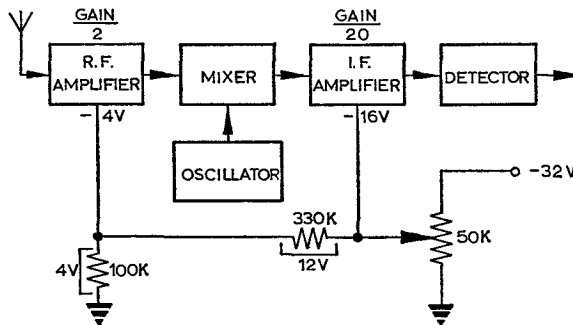 GAIN
2
GAIN
20
R.F.
AMPLIFIER
MIXER
I.F.
AMPLIFIER
DETECTOR
- 4V
- 16V
OSCILLATOR
-32V
330K
50K
12V
4V
100K